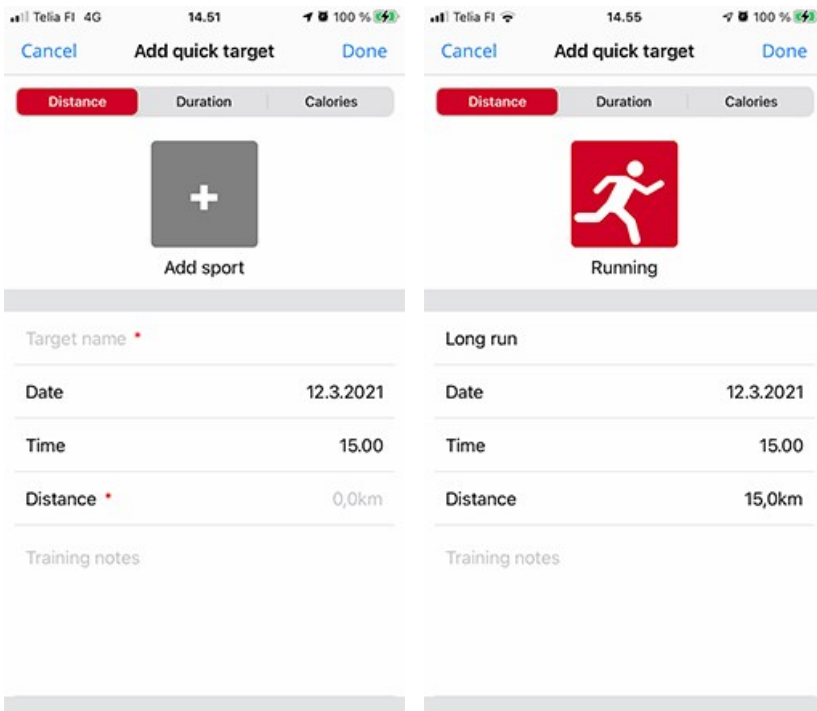 Telia FI 4G 14.51 100 %
Cancel Add quick target Done
Distance Duration Calories
+
Add sport
Target name *
Date 12.3.2021
Time 15.00
Distance * 0,0km
Training notes
Telia FI 14.55 100 %
Cancel Add quick target Done
Distance Duration Calories
Running
Long run
Date 12.3.2021
Time 15.00
Distance 15,0km
Training notes